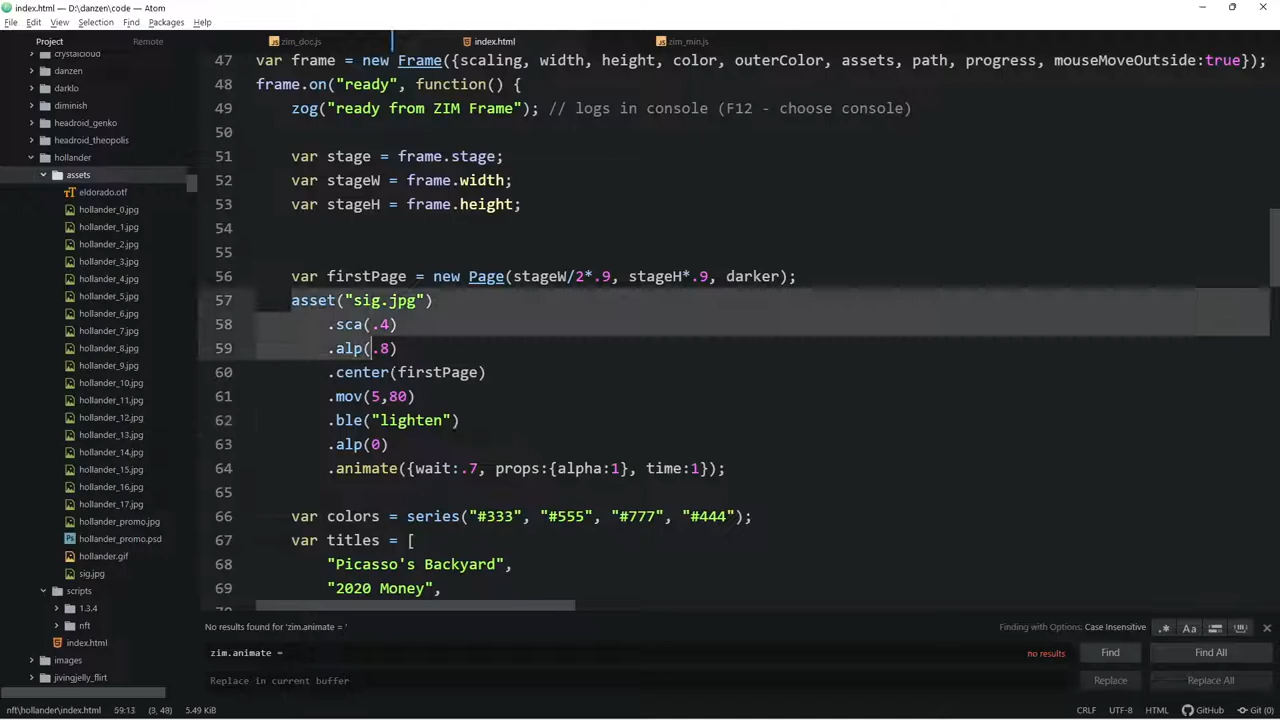 index.html — D:\danzen\code — Atom
File Edit View Selection Find Packages Help
Project Remote
zim_doc.js index.html zim_min.js
crystalcloud
danzen
darklo
diminish
headroid_genko
headroid_theopolis
hollander
assets
eldorado.otf
hollander_0.jpg
hollander_1.jpg
hollander_2.jpg
hollander_3.jpg
hollander_4.jpg
hollander_5.jpg
hollander_6.jpg
hollander_7.jpg
hollander_8.jpg
hollander_9.jpg
hollander_10.jpg
hollander_11.jpg
hollander_12.jpg
hollander_13.jpg
hollander_14.jpg
hollander_15.jpg
hollander_16.jpg
hollander_17.jpg
hollander_promo.jpg
hollander_promo.psd
hollander.gif
sig.jpg
scripts
1.3.4
nft
index.html
images
jivingjelly_flirt
47 var frame = new Frame({scaling, width, height, color, outerColor, assets, path, progress, mouseMoveOutside:true});
48 frame.on("ready", function() {
49 zog("ready from ZIM Frame"); // logs in console (F12 - choose console)
50
51 var stage = frame.stage;
52 var stageW = frame.width;
53 var stageH = frame.height;
54
55
56 var firstPage = new Page(stageW/2*.9, stageH*.9, darker);
57 asset("sig.jpg")
58 .sca(.4)
59 .alp(.8)
60 .center(firstPage)
61 .mov(5,80)
62 .ble("lighten")
63 .alp(0)
64 .animate({wait:.7, props:{alpha:1}, time:1});
65
66 var colors = series("#333", "#555", "#777", "#444");
67 var titles = [
68 "Picasso's Backyard",
69 "2020 Money",
No results found for 'zim.animate = ' Finding with Options: Case Insensitive .* Aa
zim.animate = no results Find Find All
Replace in current buffer Replace Replace All
nft\hollander\index.html 59:13 (3, 48) 5.49 KiB CRLF UTF-8 HTML GitHub Git (0)